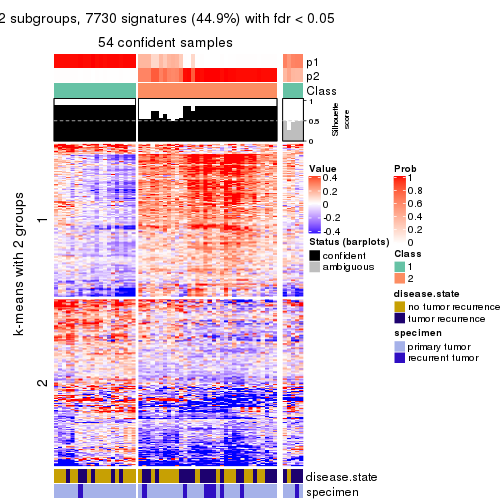 2 subgroups, 7730 signatures (44.9%) with fdr < 0.05
54 confident samples
p1
p2
Class
1
0.5
0
Silhouette
score
k-means with 2 groups
1
2
disease.state
specimen
Value
0.4
0.2
0
-0.2
-0.4
Status (barplots)
confident
ambiguous
Prob
1
0.8
0.6
0.4
0.2
0
Class
1
2
disease.state
no tumor recurrence
tumor recurrence
specimen
primary tumor
recurrent tumor